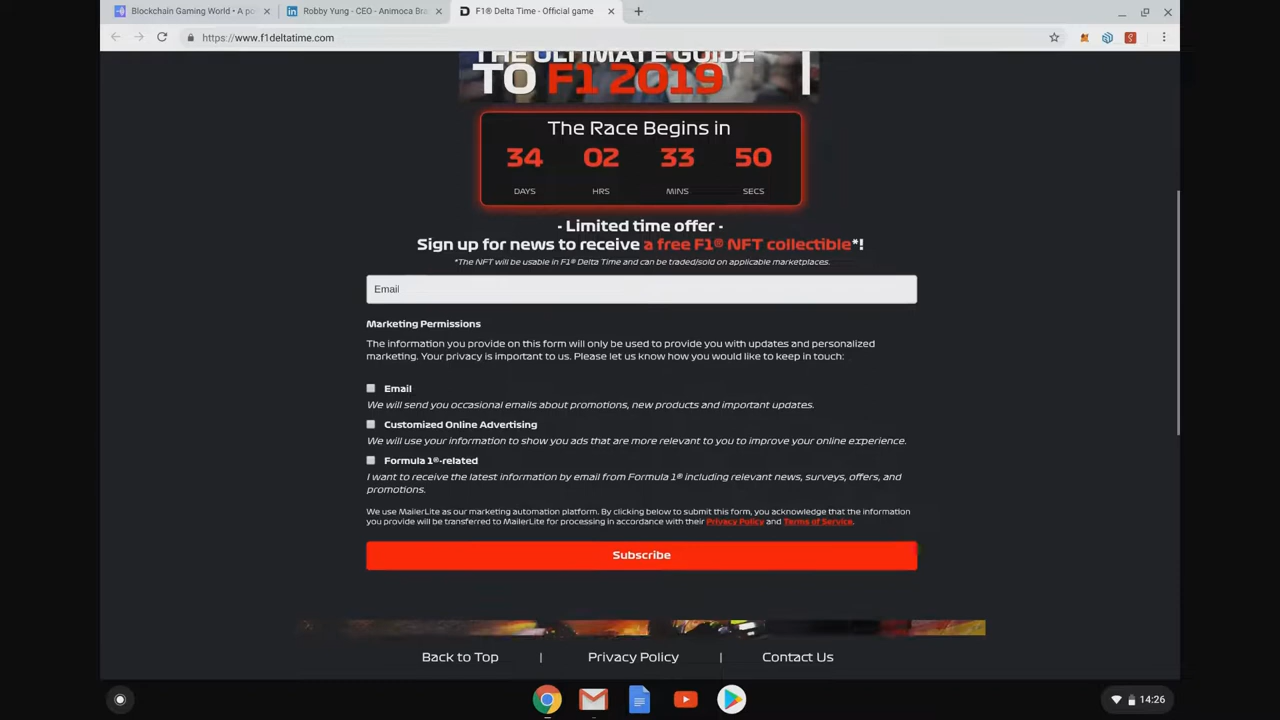 Blockchain Gaming World • A po
Robby Yung - CEO - Animoca Bra
F1® Delta Time - Official game
https://www.f1deltatime.com
THE ULTIMATE GUIDE
TO F1 2019
The Race Begins in
34 02 33 50
DAYS HRS MINS SECS
- Limited time offer -
Sign up for news to receive a free F1® NFT collectible*!
*The NFT will be usable in F1® Delta Time and can be traded/sold on applicable marketplaces.
Email
Marketing Permissions
The information you provide on this form will only be used to provide you with updates and personalized
marketing. Your privacy is important to us. Please let us know how you would like to keep in touch:
Email
We will send you occasional emails about promotions, new products and important updates.
Customized Online Advertising
We will use your information to show you ads that are more relevant to you to improve your online experience.
Formula 1®-related
I want to receive the latest information by email from Formula 1® including relevant news, surveys, offers, and
promotions.
We use MailerLite as our marketing automation platform. By clicking below to submit this form, you acknowledge that the information
you provide will be transferred to MailerLite for processing in accordance with their Privacy Policy and Terms of Service.
Subscribe
Back to Top | Privacy Policy | Contact Us
14:26